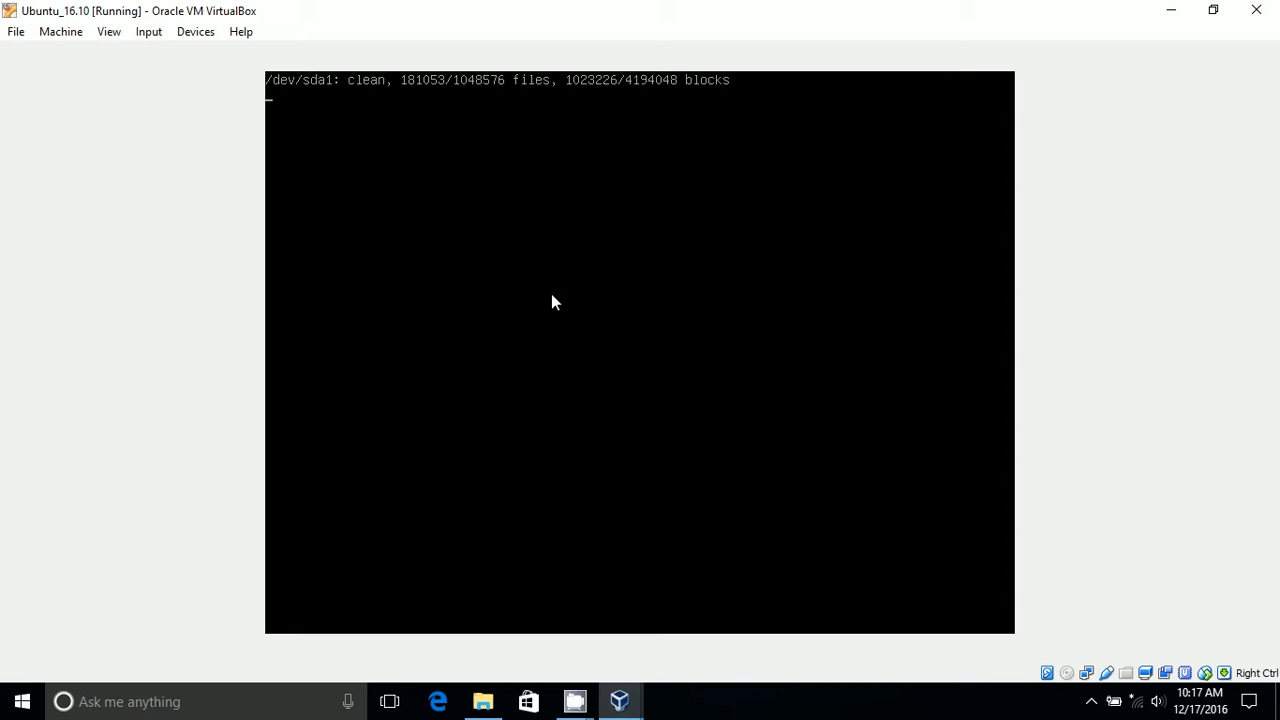 Ubuntu_16.10 [Running] - Oracle VM VirtualBox
File Machine View Input Devices Help
/dev/sda1: clean, 181053/1048576 files, 1023226/4194048 blocks
Right Ctrl
Ask me anything
10:17 AM
12/17/2016